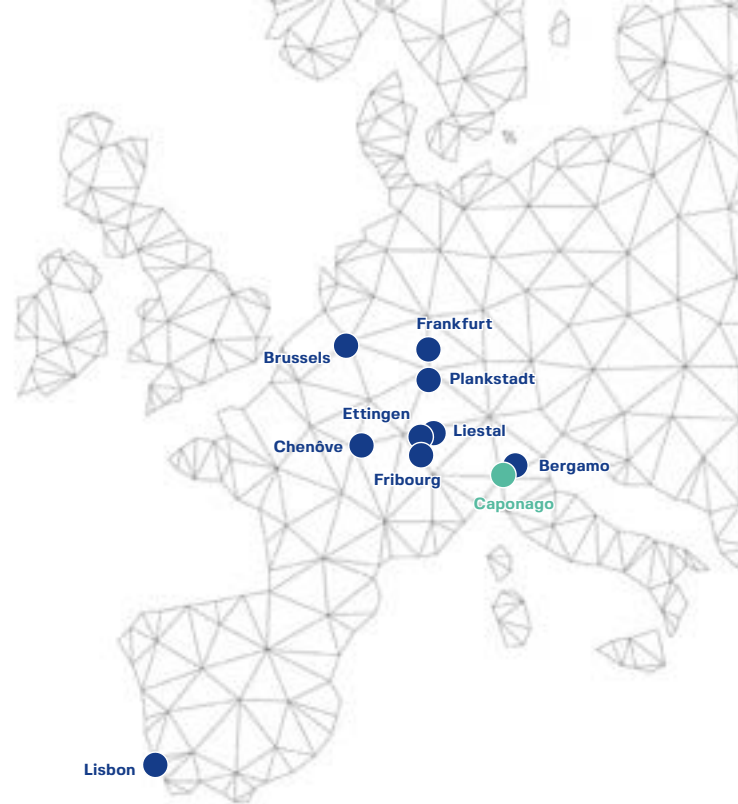 Frankfurt
Brussels
Plankstadt
Ettingen
Liestal
Chenôve
Bergamo
Fribourg
Caponago
Lisbon